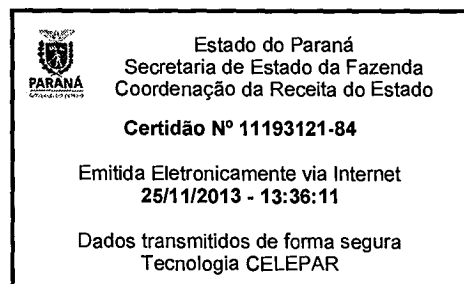 PARANÁ
Estado do Paraná
Secretaria de Estado da Fazenda
Coordenação da Receita do Estado
Certidão Nº 11193121-84
Emitida Eletronicamente via Internet
25/11/2013 - 13:36:11
Dados transmitidos de forma segura
Tecnologia CELEPAR